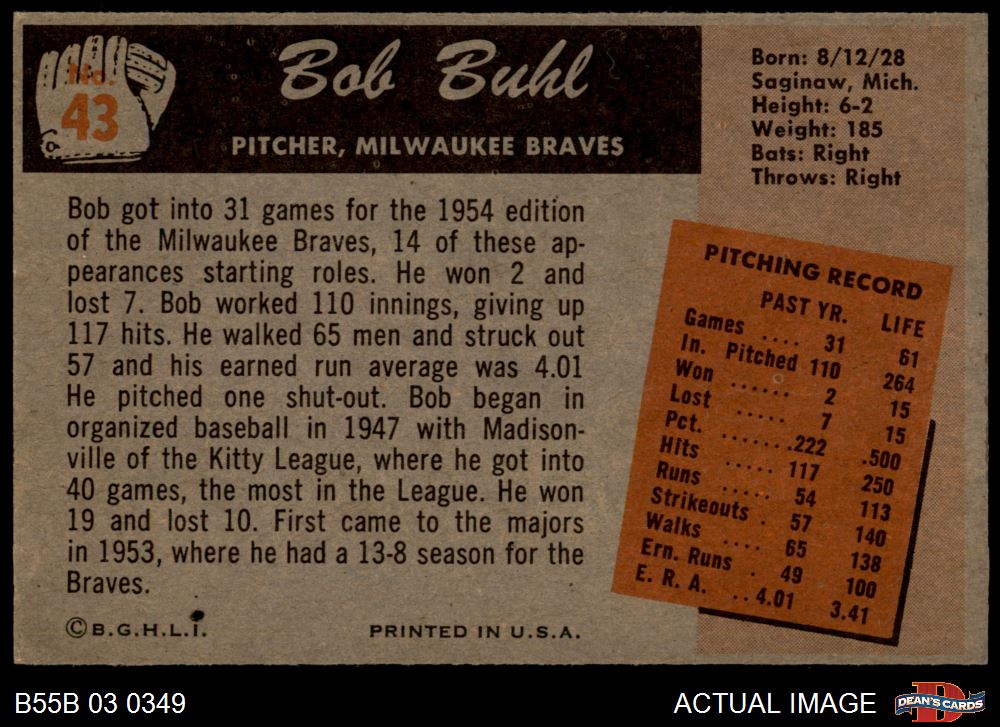 No.
43
Bob Buhl
PITCHER, MILWAUKEE BRAVES
Born: 8/12/28
Saginaw, Mich.
Height: 6-2
Weight: 185
Bats: Right
Throws: Right
Bob got into 31 games for the 1954 edition
of the Milwaukee Braves, 14 of these ap-
pearances starting roles. He won 2 and
lost 7. Bob worked 110 innings, giving up
117 hits. He walked 65 men and struck out
57 and his earned run average was 4.01
He pitched one shut-out. Bob began in
organized baseball in 1947 with Madison-
ville of the Kitty League, where he got into
40 games, the most in the League. He won
19 and lost 10. First came to the majors
in 1953, where he had a 13-8 season for the
Braves.
©B.G.H.L.I.
PRINTED IN U.S.A.
PITCHING RECORD
PAST YR. LIFE
Games .... 31 61
In. Pitched 110 264
Won ...... 2 15
Lost ..... 7 15
Pct. .......222 .500
Hits ..... 117 250
Runs ..... 54 113
Strikeouts . 57 140
Walks .... 65 138
Ern. Runs . 49 100
E. R. A. ..4.01 3.41
B55B 03 0349
ACTUAL IMAGE
D
DEAN'S CARDS